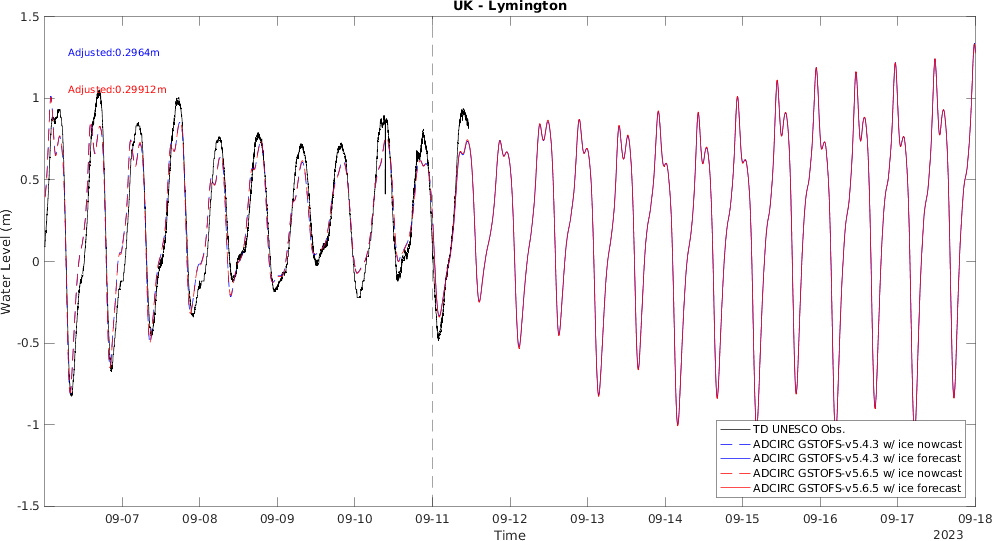 UK - Lymington
1.5
Adjusted:0.2964m
Adjusted:0.29912m
1
0.5
0
-0.5
-1
-1.5
Water Level (m)
TD UNESCO Obs.
ADCIRC GSTOFS-v5.4.3 w/ ice nowcast
ADCIRC GSTOFS-v5.4.3 w/ ice forecast
ADCIRC GSTOFS-v5.6.5 w/ ice nowcast
ADCIRC GSTOFS-v5.6.5 w/ ice forecast
09-07 09-08 09-09 09-10 09-11 09-12 09-13 09-14 09-15 09-16 09-17 09-18
Time
2023